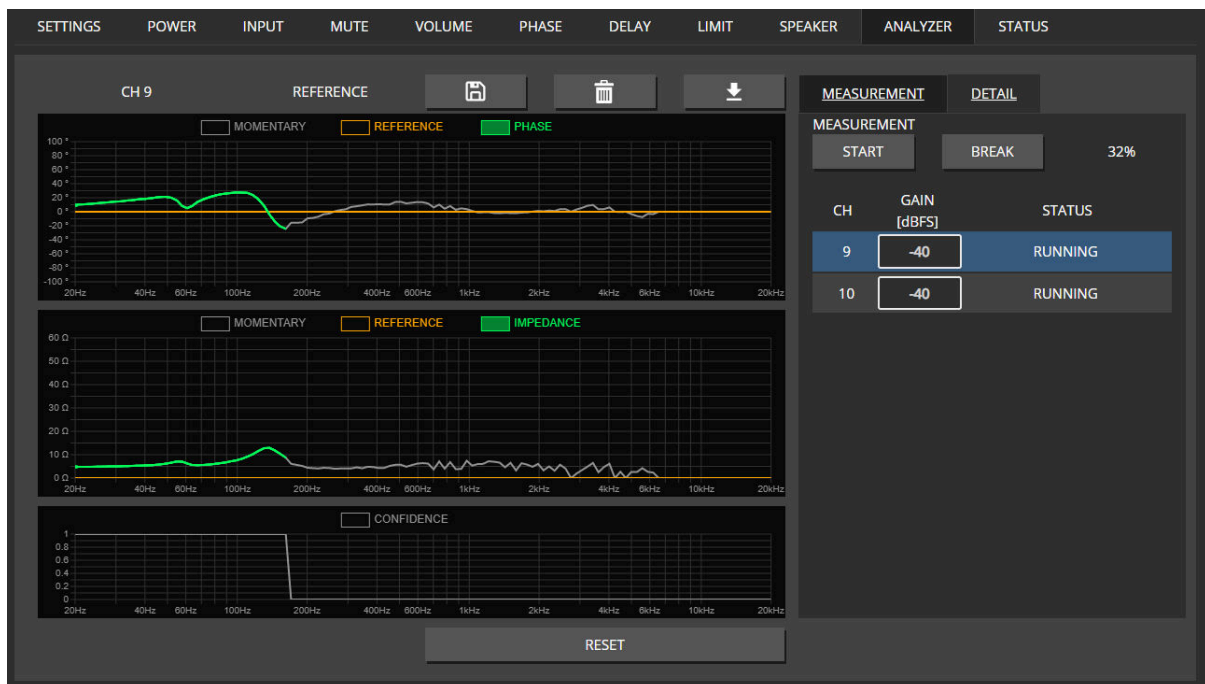 SETTINGS POWER INPUT MUTE VOLUME PHASE DELAY LIMIT SPEAKER ANALYZER STATUS
CH 9 REFERENCE
MOMENTARY REFERENCE PHASE
100 °
80 °
60 °
40 °
20 °
0 °
-20 °
-40 °
-60 °
-80 °
-100 °
20Hz 40Hz 60Hz 100Hz 200Hz 400Hz 600Hz 1kHz 2kHz 4kHz 6kHz 10kHz 20kHz
MOMENTARY REFERENCE IMPEDANCE
60 Ω
50 Ω
40 Ω
30 Ω
20 Ω
10 Ω
0 Ω
20Hz 40Hz 60Hz 100Hz 200Hz 400Hz 600Hz 1kHz 2kHz 4kHz 6kHz 10kHz 20kHz
CONFIDENCE
1
0.8
0.6
0.4
0.2
0
20Hz 40Hz 60Hz 100Hz 200Hz 400Hz 600Hz 1kHz 2kHz 4kHz 6kHz 10kHz 20kHz
RESET
MEASUREMENT DETAIL
MEASUREMENT
START BREAK 32%
CH GAIN [dBFS] STATUS
9 -40 RUNNING
10 -40 RUNNING